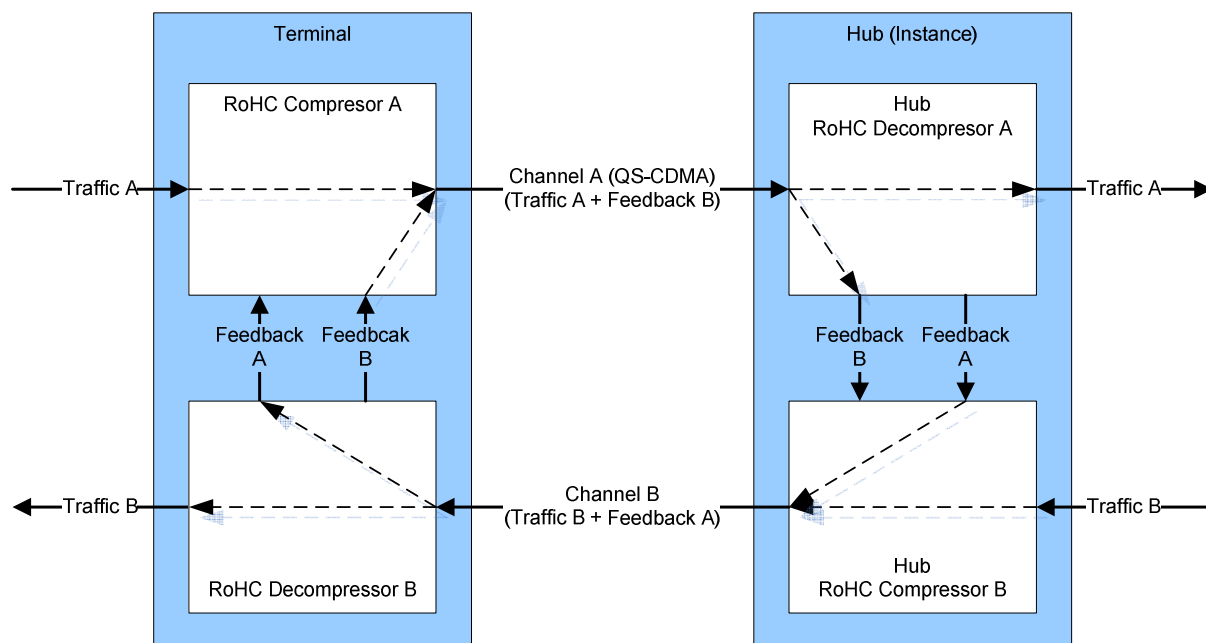 Terminal
Hub (Instance)
RoHC Compresor A
Hub
RoHC Decompresor A
Traffic A
Channel A (QS-CDMA)
(Traffic A + Feedback B)
Traffic A
Feedback
A
Feedbcak
B
Feedback
B
Feedback
A
Traffic B
Channel B
(Traffic B + Feedback A)
Traffic B
RoHC Decompressor B
Hub
RoHC Compressor B